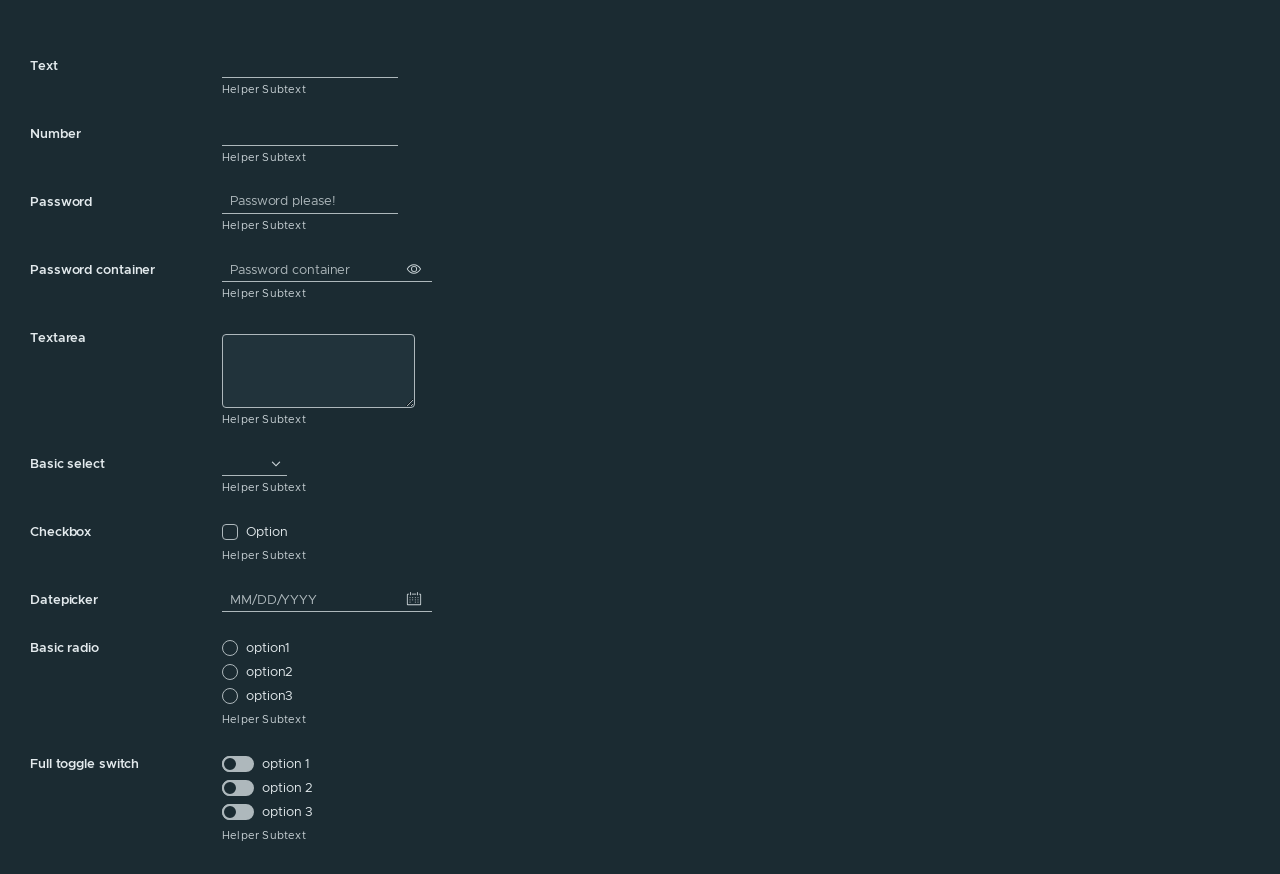 Text
Helper Subtext
Number
Helper Subtext
Password
Password please!
Helper Subtext
Password container
Password container
Helper Subtext
Textarea
Helper Subtext
Basic select
Helper Subtext
Checkbox
Option
Helper Subtext
Datepicker
MM/DD/YYYY
Basic radio
option1
option2
option3
Helper Subtext
Full toggle switch
option 1
option 2
option 3
Helper Subtext